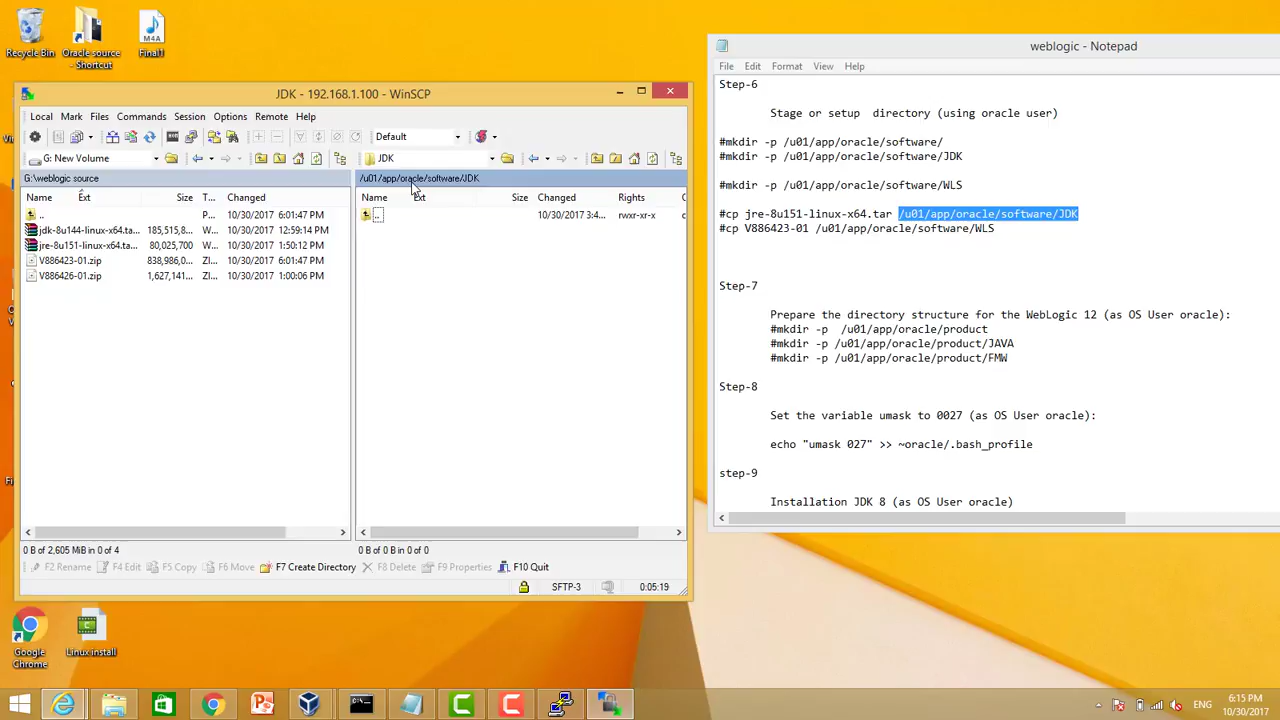 Recycle Bin
Oracle source - Shortcut
Final1
JDK - 192.168.1.100 - WinSCP
Local Mark Files Commands Session Options Remote Help
Default
G: New Volume
JDK
G:\weblogic source
/u01/app/oracle/software/JDK
Name Ext Size T... Changed
Name Ext Size Changed Rights
.. P... 10/30/2017 6:01:47 PM
.. 10/30/2017 3:4... rwxr-xr-x
jdk-8u144-linux-x64.ta... 185,515,8... 10/30/2017 12:59:14 PM
jre-8u151-linux-x64.ta... 80,025,700 10/30/2017 1:50:12 PM
V886423-01.zip 838,986,0... ZI... 10/30/2017 6:01:47 PM
V886426-01.zip 1,627,141... ZI... 10/30/2017 1:00:06 PM
0 B of 2,605 MiB in 0 of 4
0 B of 0 B in 0 of 0
F2 Rename F4 Edit F5 Copy F6 Move F7 Create Directory F8 Delete F9 Properties F10 Quit
SFTP-3 0:05:19
weblogic - Notepad
File Edit Format View Help
Step-6
Stage or setup directory (using oracle user)
#mkdir -p /u01/app/oracle/software/
#mkdir -p /u01/app/oracle/software/JDK
#mkdir -p /u01/app/oracle/software/WLS
#cp jre-8u151-linux-x64.tar /u01/app/oracle/software/JDK
#cp V886423-01 /u01/app/oracle/software/WLS
Step-7
Prepare the directory structure for the WebLogic 12 (as OS User oracle):
#mkdir -p /u01/app/oracle/product
#mkdir -p /u01/app/oracle/product/JAVA
#mkdir -p /u01/app/oracle/product/FMW
Step-8
Set the variable umask to 0027 (as OS User oracle):
echo "umask 027" >> ~oracle/.bash_profile
step-9
Installation JDK 8 (as OS User oracle)
Google Chrome
Linux install
ENG
6:15 PM
10/30/2017